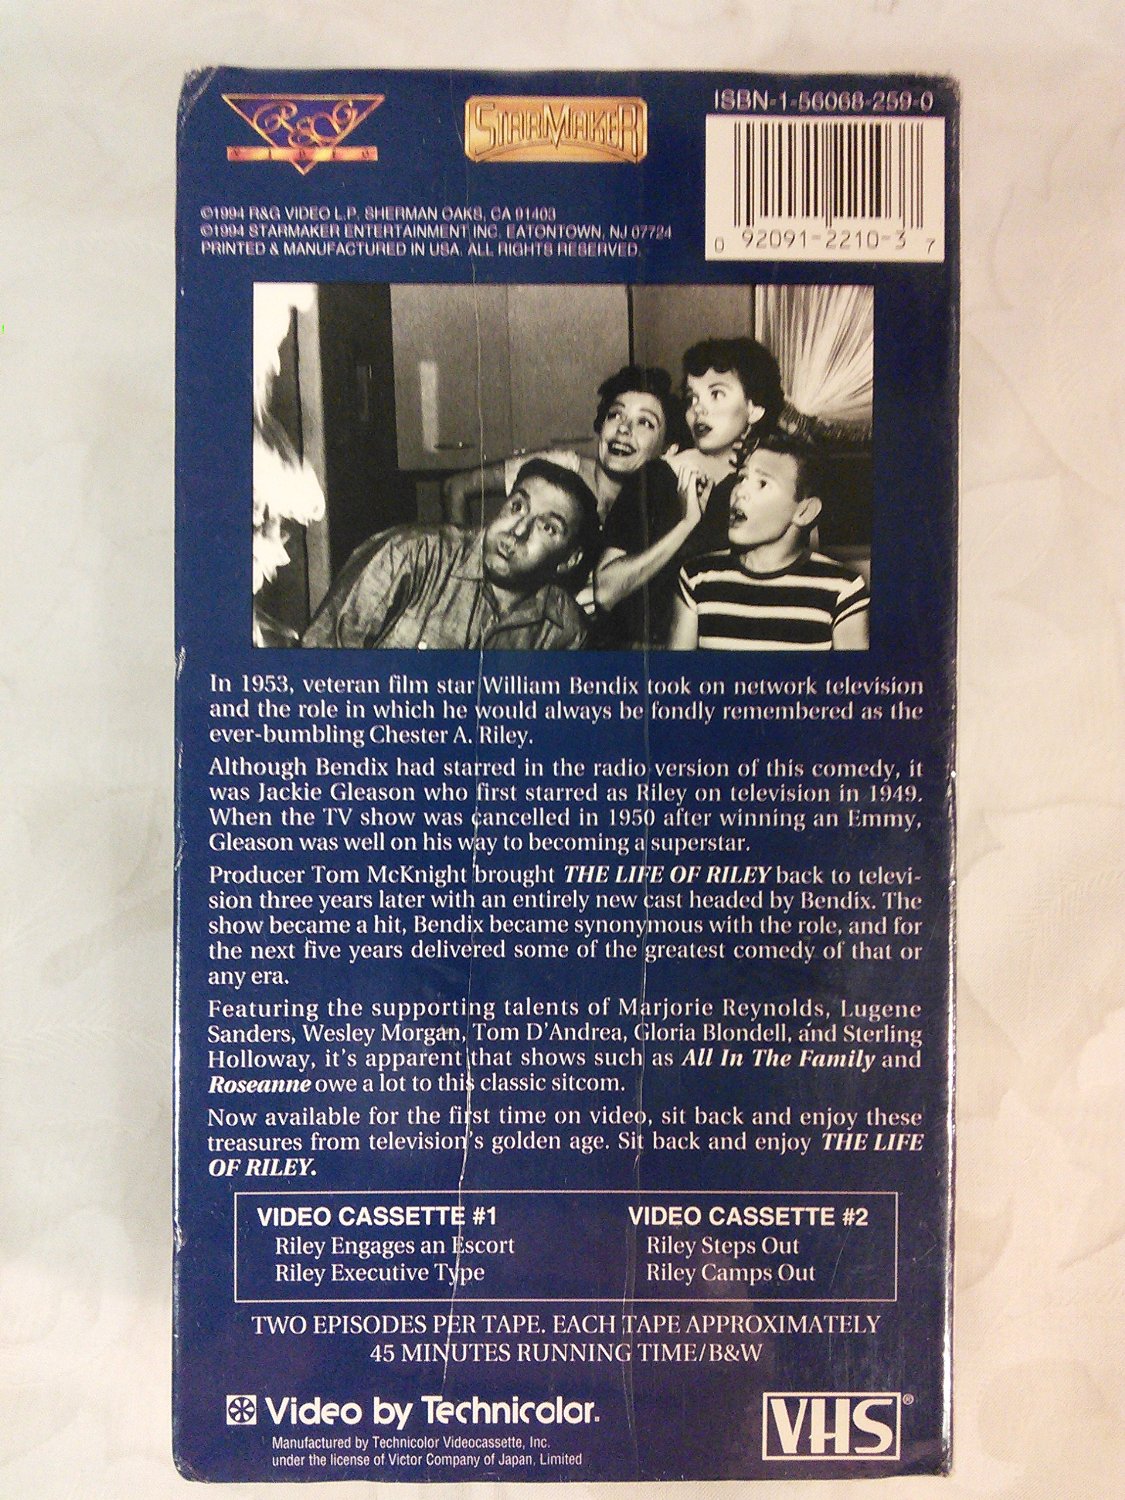 R&G
VIDEO
STARMAKER
ISBN-1-56068-259-0
0 92091-2210-3 7
©1994 R&G VIDEO L.P. SHERMAN OAKS, CA 91403
©1994 STARMAKER ENTERTAINMENT INC. EATONTOWN, NJ 07724
PRINTED & MANUFACTURED IN USA. ALL RIGHTS RESERVED.
In 1953, veteran film star William Bendix took on network television
and the role in which he would always be fondly remembered as the
ever-bumbling Chester A. Riley.
Although Bendix had starred in the radio version of this comedy, it
was Jackie Gleason who first starred as Riley on television in 1949.
When the TV show was cancelled in 1950 after winning an Emmy,
Gleason was well on his way to becoming a superstar.
Producer Tom McKnight brought THE LIFE OF RILEY back to televi-
sion three years later with an entirely new cast headed by Bendix. The
show became a hit, Bendix became synonymous with the role, and for
the next five years delivered some of the greatest comedy of that or
any era.
Featuring the supporting talents of Marjorie Reynolds, Lugene
Sanders, Wesley Morgan, Tom D'Andrea, Gloria Blondell, and Sterling
Holloway, it's apparent that shows such as All In The Family and
Roseanne owe a lot to this classic sitcom.
Now available for the first time on video, sit back and enjoy these
treasures from television's golden age. Sit back and enjoy THE LIFE
OF RILEY.
VIDEO CASSETTE #1
Riley Engages an Escort
Riley Executive Type
VIDEO CASSETTE #2
Riley Steps Out
Riley Camps Out
TWO EPISODES PER TAPE. EACH TAPE APPROXIMATELY
45 MINUTES RUNNING TIME/B&W
Video by Technicolor.
Manufactured by Technicolor Videocassette, Inc.
under the license of Victor Company of Japan, Limited
VHS®